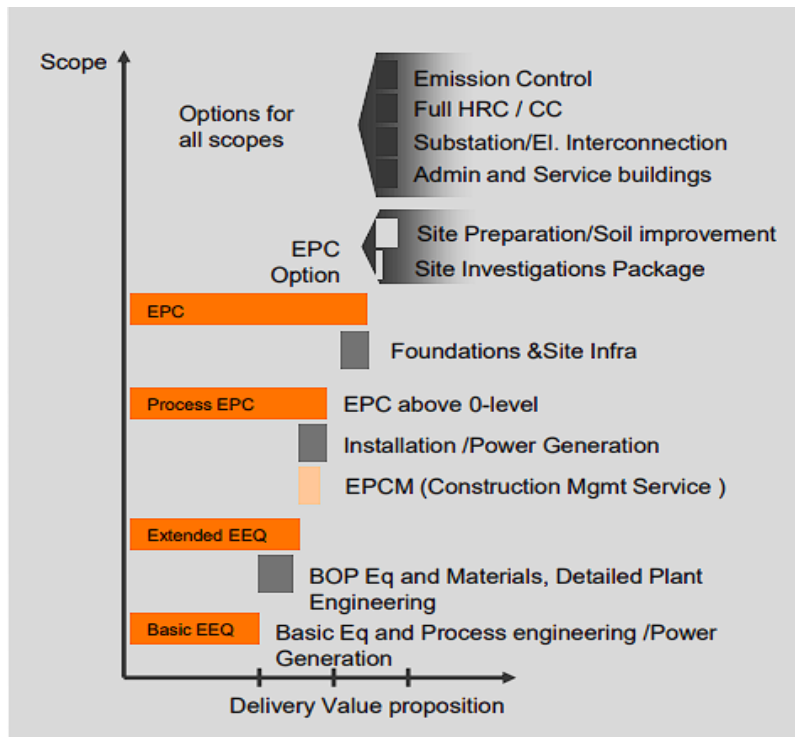 Scope
Options for
all scopes
Emission Control
Full HRC / CC
Substation/El. Interconnection
Admin and Service buildings
EPC
Option
Site Preparation/Soil improvement
Site Investigations Package
EPC
Foundations &Site Infra
Process EPC
EPC above 0-level
Installation /Power Generation
EPCM (Construction Mgmt Service )
Extended EEQ
BOP Eq and Materials, Detailed Plant
Engineering
Basic EEQ
Basic Eq and Process engineering /Power
Generation
Delivery Value proposition